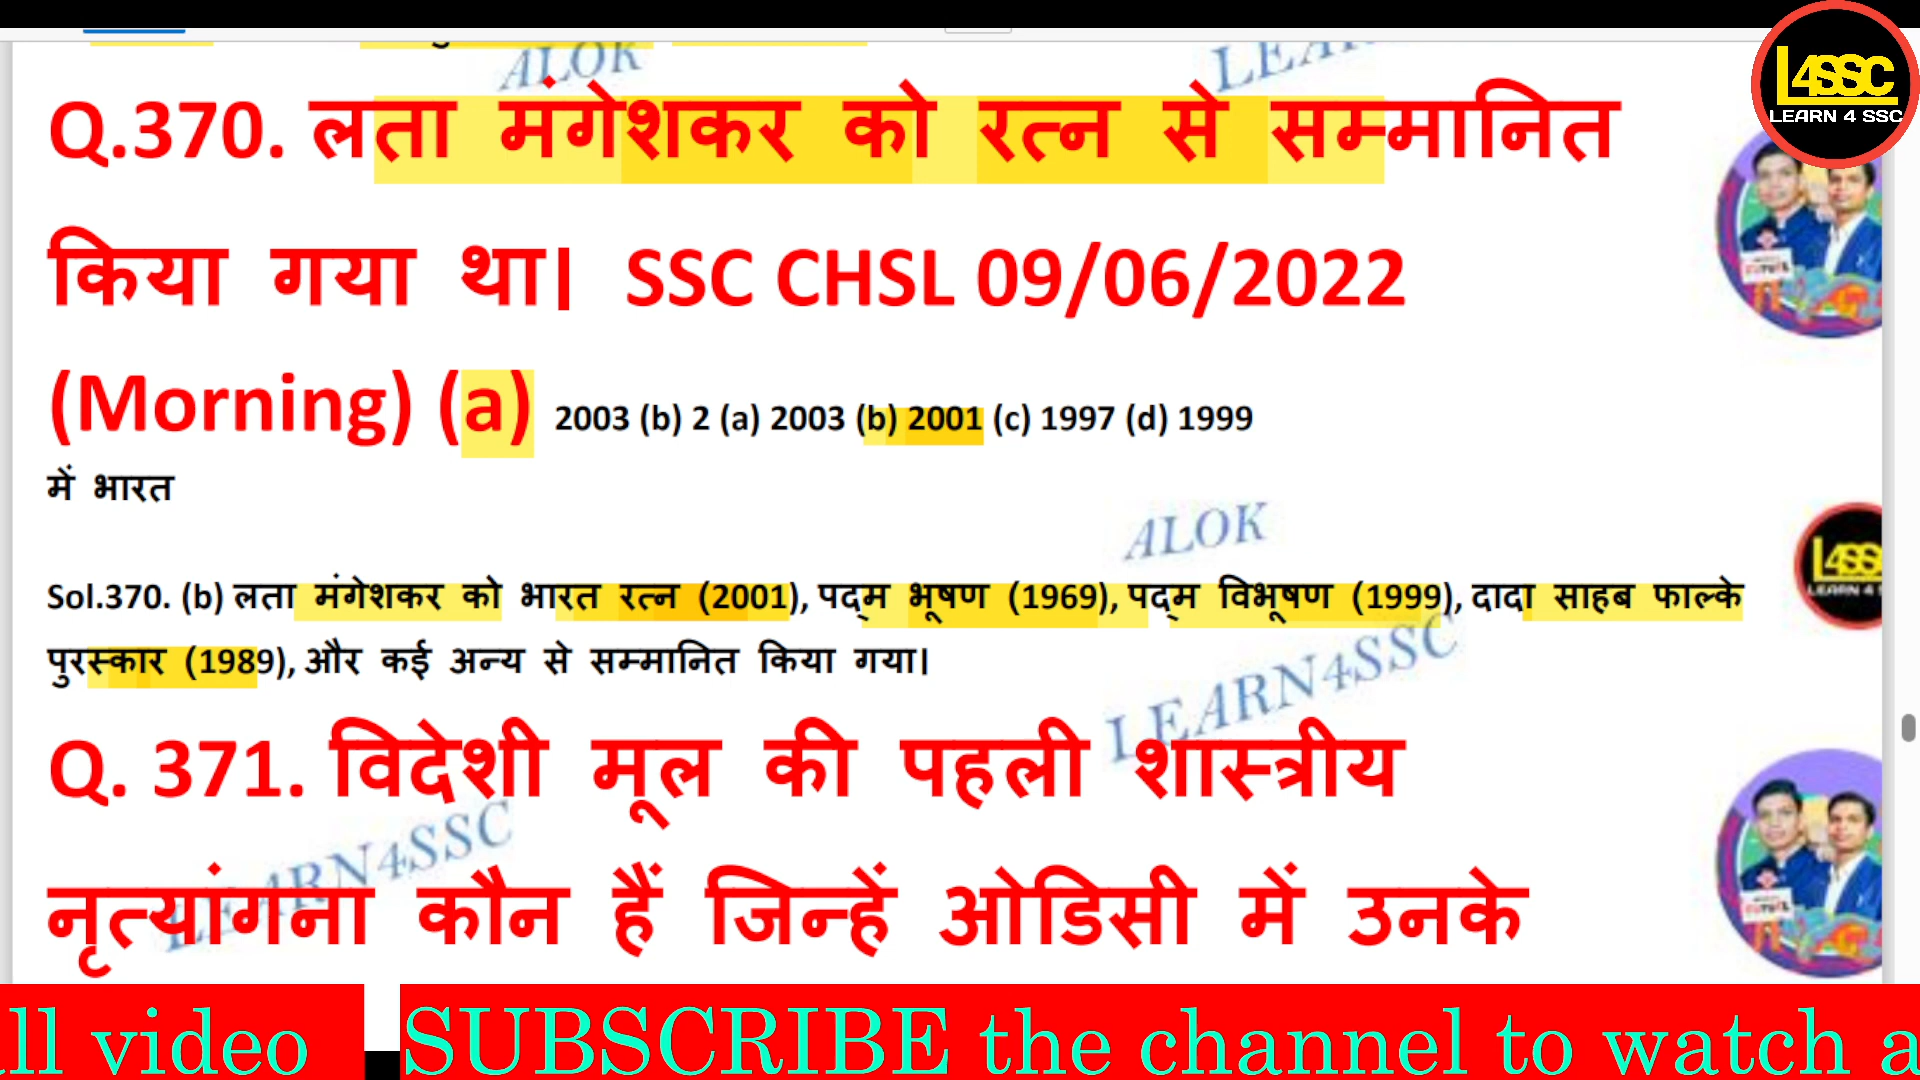 ALOK
L4SSC
LEARN 4 SSC
Q.370. लता मंगेशकर को रत्न से सम्मानित
किया गया था। SSC CHSL 09/06/2022
(Morning) (a) 2003 (b) 2 (a) 2003 (b) 2001 (c) 1997 (d) 1999
में भारत
ALOK
Sol.370. (b) लता मंगेशकर को भारत रत्न (2001), पद्म भूषण (1969), पद्म विभूषण (1999), दादा साहब फाल्के
पुरस्कार (1989), और कई अन्य से सम्मानित किया गया।
L4SSC
LEARN4SSC
Q. 371. विदेशी मूल की पहली शास्त्रीय
LEARN4SSC
नृत्यांगना कौन हैं जिन्हें ओडिसी में उनके
ll video SUBSCRIBE the channel to watch a